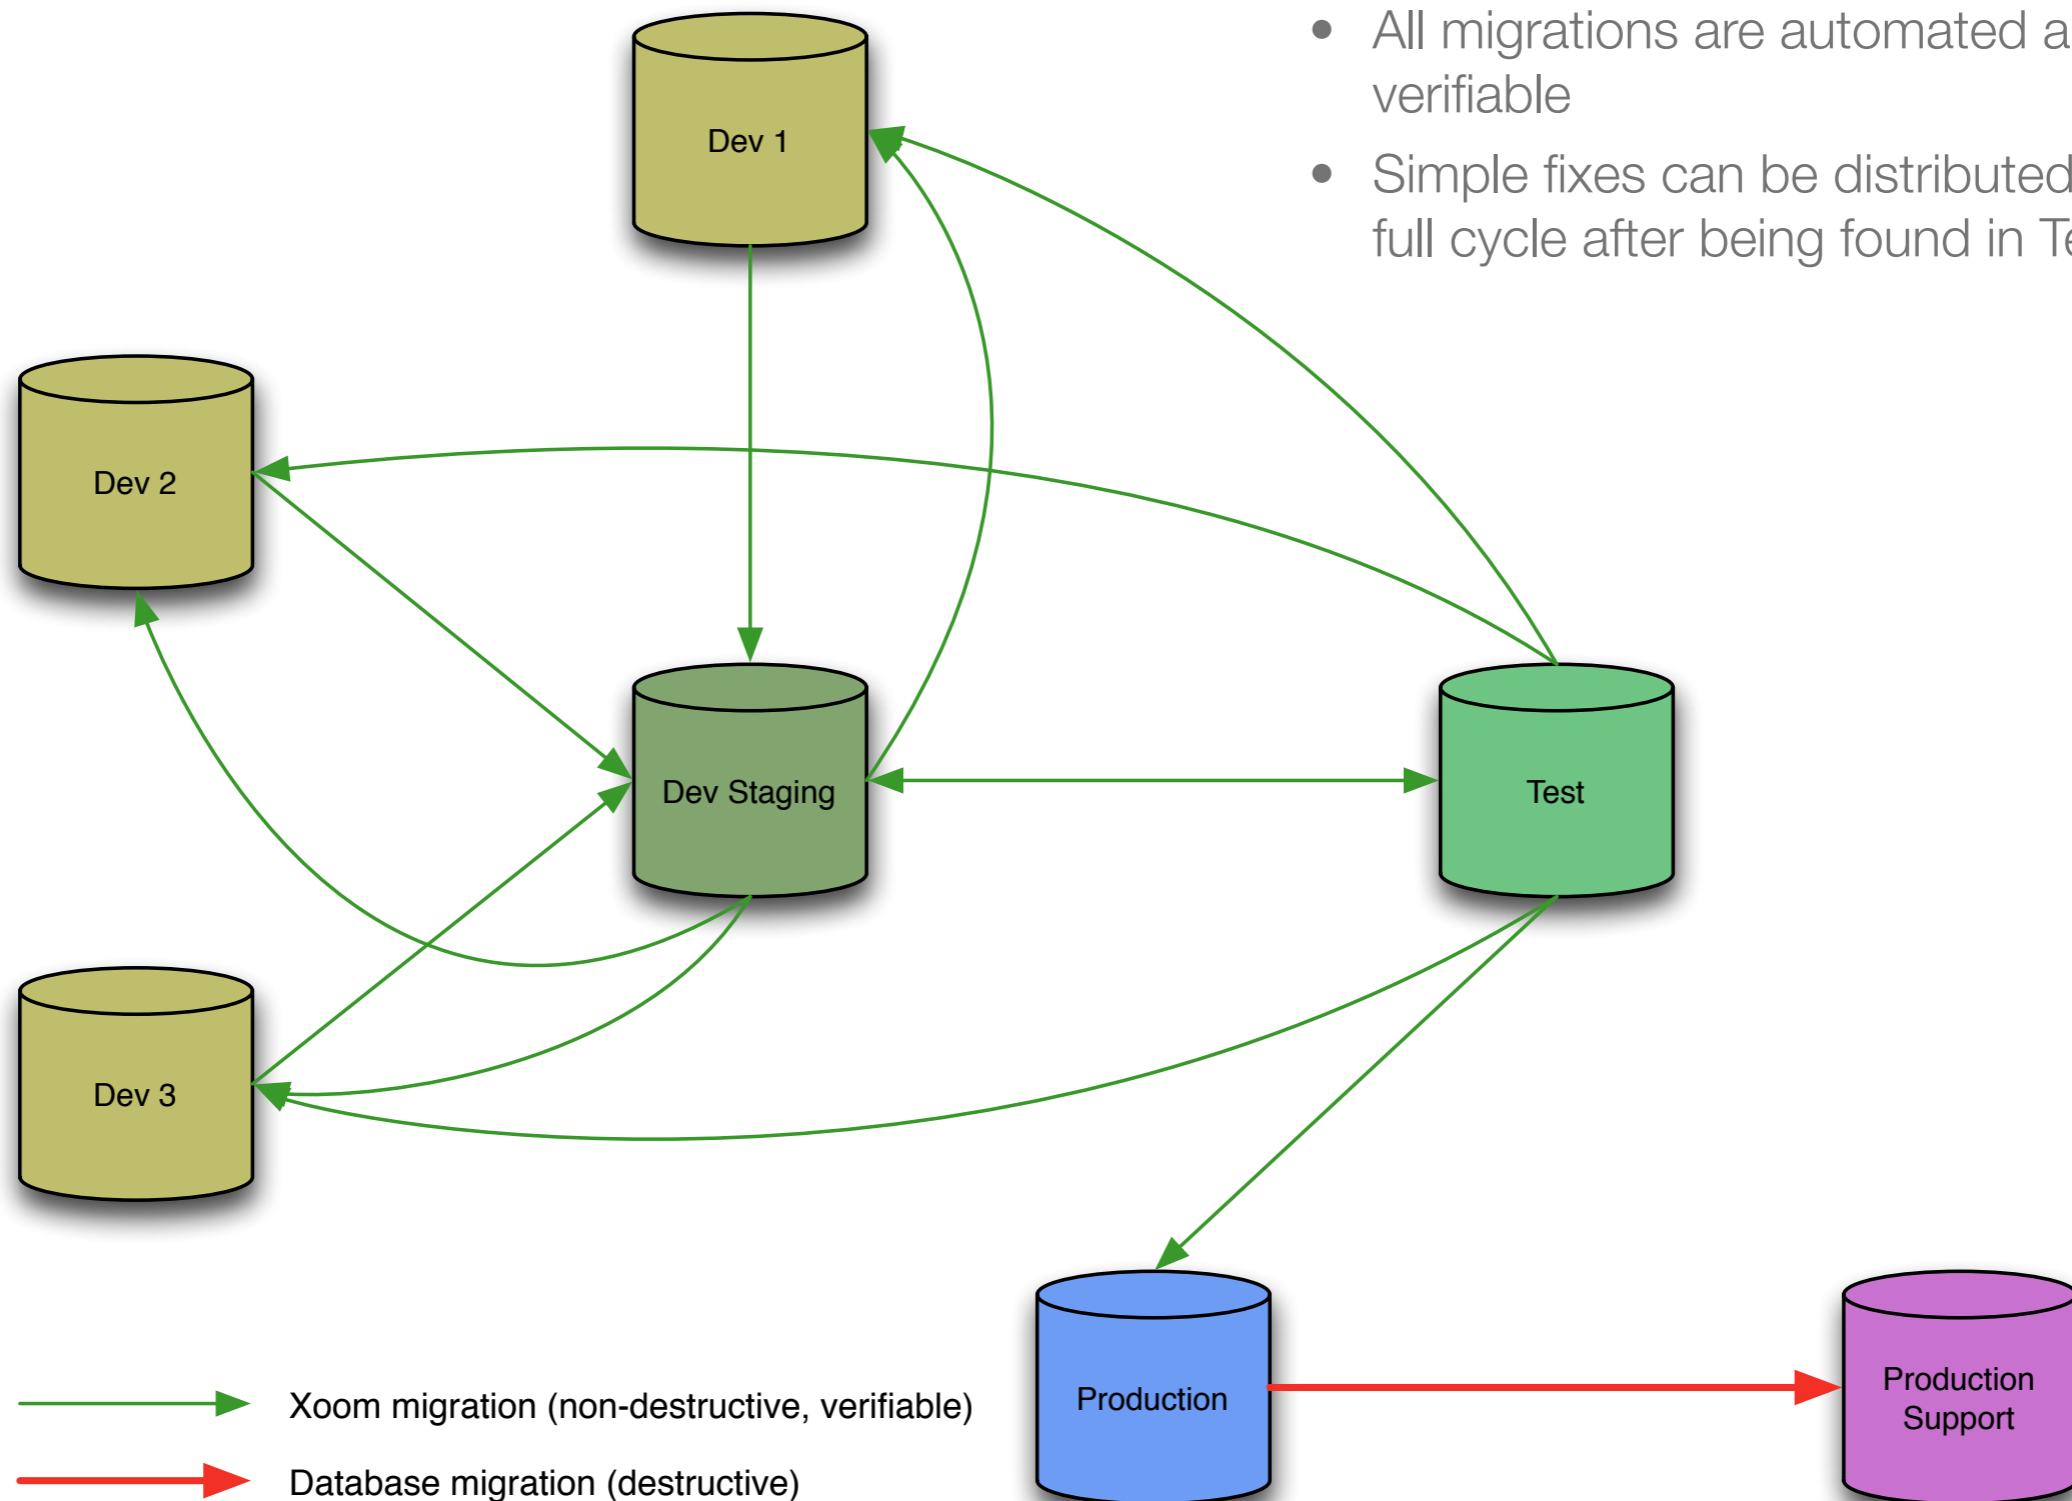 • All migrations are automated a
verifiable
• Simple fixes can be distributed
full cycle after being found in Te
Dev 1
Dev 2
Dev Staging
Test
Dev 3
Production
Production
Support
Xoom migration (non-destructive, verifiable)
Database migration (destructive)